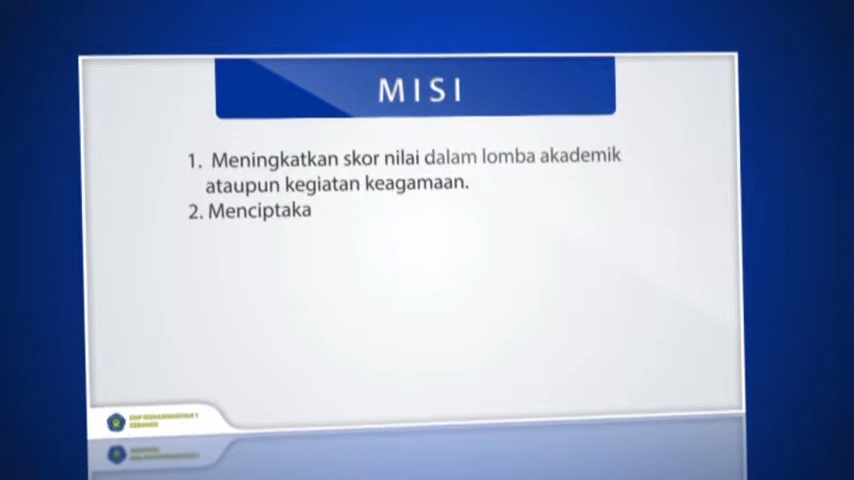 MISI
1. Meningkatkan skor nilai dalam lomba akademik
ataupun kegiatan keagamaan.
2. Menciptaka